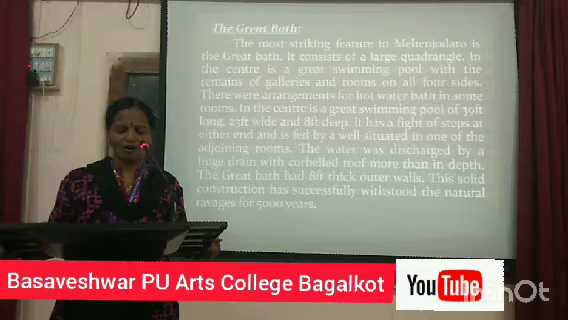 The Great Bath:
The most striking feature in Mehenjodaro is
the Great bath. It consists of a large quadrangle. In
the centre is a great swimming pool with the
remains of galleries and rooms on all four sides.
There were arrangements for hot water bath in some
rooms. In the centre is a great swimming pool of 39ft
long, 23ft wide and 8ft deep. It has a fight of steps at
either end and is fed by a well situated in one of the
adjoining rooms. The water was discharged by a
huge drain with corbelled roof more than in depth.
The Great bath had 8ft thick outer walls. This solid
construction has successfully withstood the natural
ravages for 5000 years.
Basaveshwar PU Arts College Bagalkot
YouTube